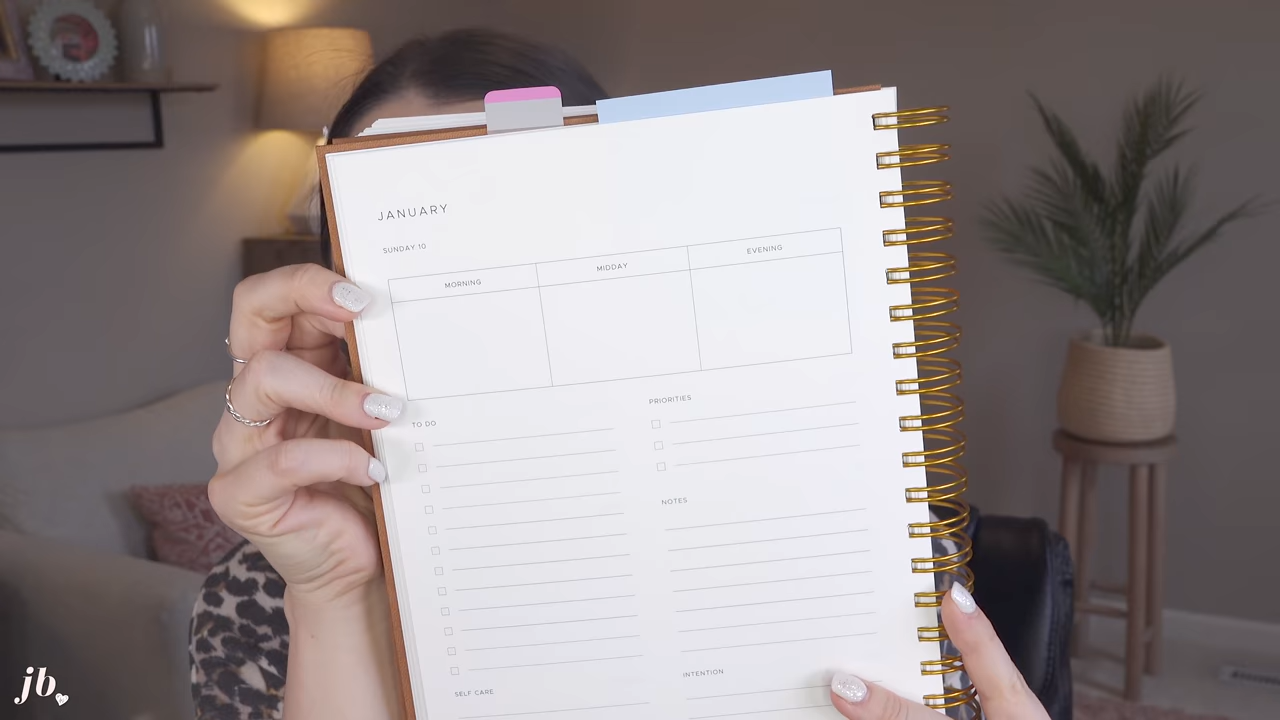 JANUARY
SUNDAY 10
MORNING
MIDDAY
EVENING
TO DO
PRIORITIES
NOTES
SELF CARE
INTENTION
jb